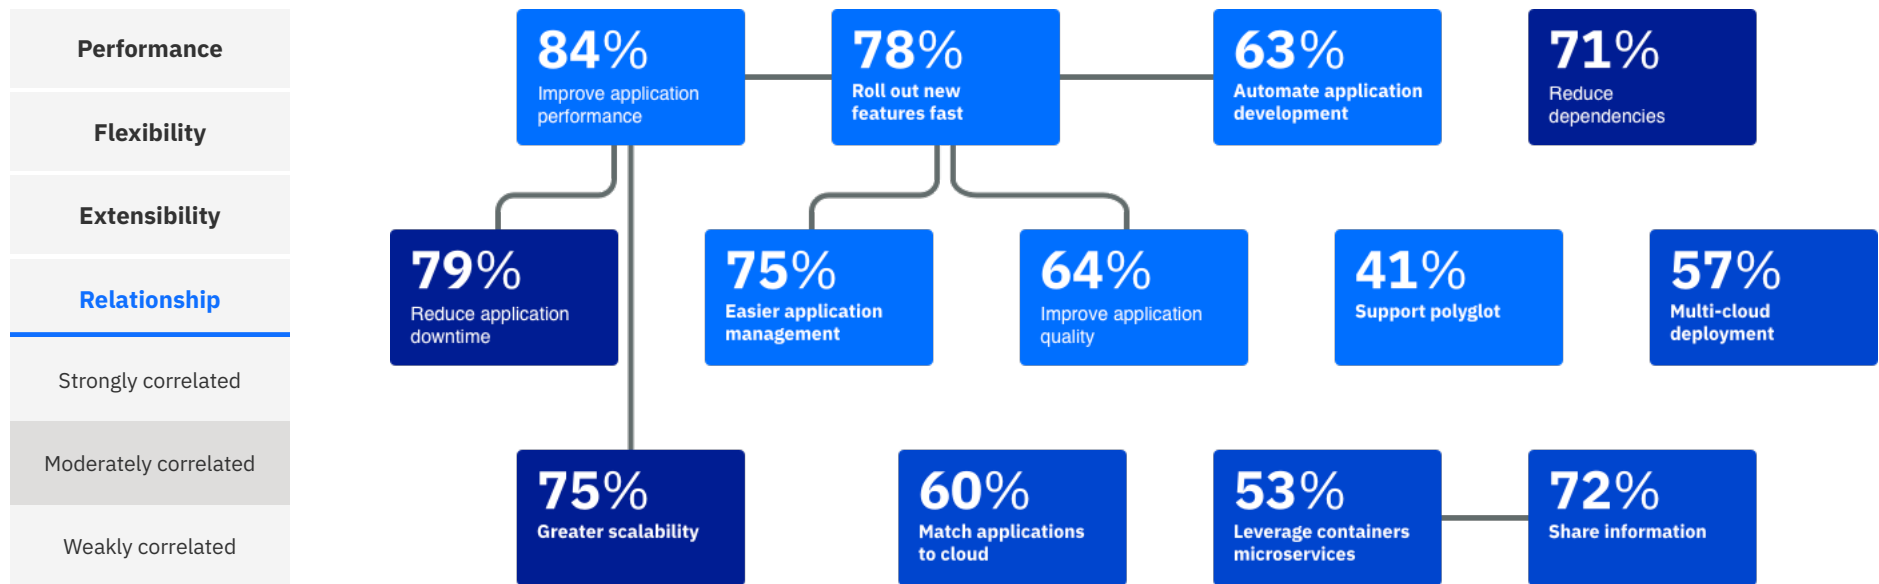 Performance
Flexibility
Extensibility
Relationship
Strongly correlated
Moderately correlated
Weakly correlated
84%
Improve application
performance
78%
Roll out new
features fast
63%
Automate application
development
71%
Reduce
dependencies
79%
Reduce application
downtime
75%
Easier application
management
64%
Improve application
quality
41%
Support polyglot
57%
Multi-cloud
deployment
75%
Greater scalability
60%
Match applications
to cloud
53%
Leverage containers
microservices
72%
Share information